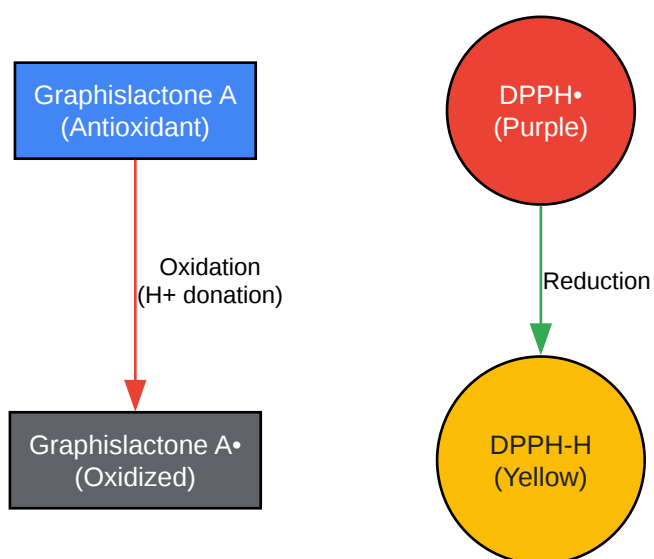 Graphislactone A
(Antioxidant)
DPPH•
(Purple)
Oxidation
(H+ donation)
Reduction
Graphislactone A•
(Oxidized)
DPPH-H
(Yellow)